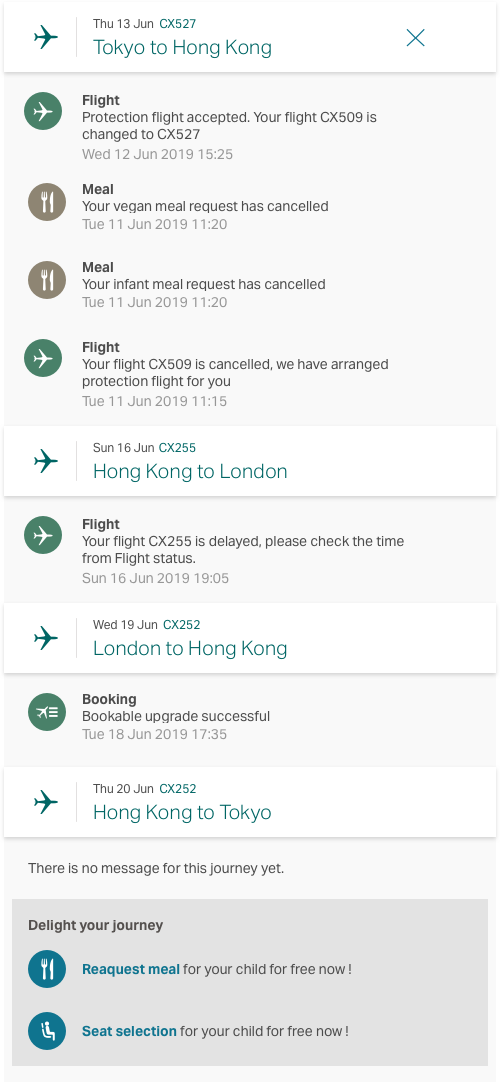 Thu 13 Jun CX527
Tokyo to Hong Kong
Flight
Protection flight accepted. Your flight CX509 is
changed to CX527
Wed 12 Jun 2019 15:25
Meal
Your vegan meal request has cancelled
Tue 11 Jun 2019 11:20
Meal
Your infant meal request has cancelled
Tue 11 Jun 2019 11:20
Flight
Your flight CX509 is cancelled, we have arranged
protection flight for you
Tue 11 Jun 2019 11:15
Sun 16 Jun CX255
Hong Kong to London
Flight
Your flight CX255 is delayed, please check the time
from Flight status.
Sun 16 Jun 2019 19:05
Wed 19 Jun CX252
London to Hong Kong
Booking
Bookable upgrade successful
Tue 18 Jun 2019 17:35
Thu 20 Jun CX252
Hong Kong to Tokyo
There is no message for this journey yet.
Delight your journey
Reaquest meal for your child for free now !
Seat selection for your child for free now !